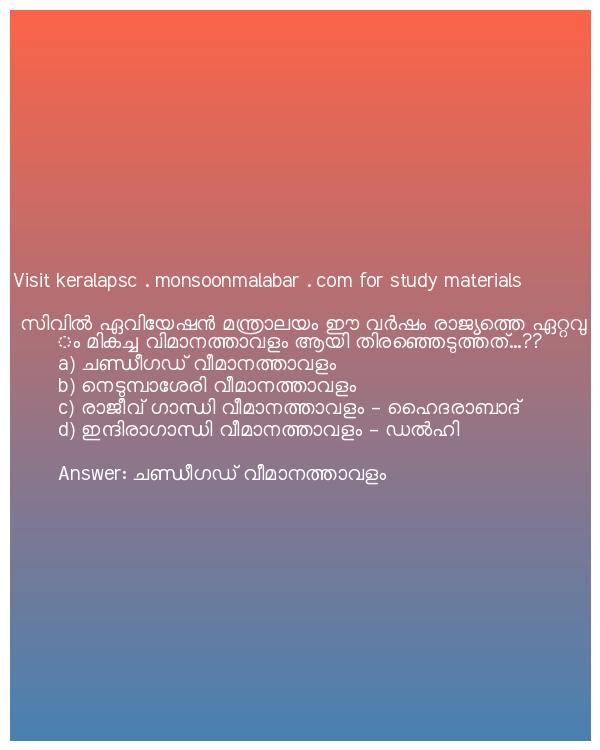 Visit keralapsc . monsoonmalabar . com for study materials
സിവിൽ ഏവിയേഷൻ മന്ത്രാലയം ഈ വർഷം രാജ്യത്തെ ഏറ്റവു
ം മികച്ച വിമാനത്താവളം ആയി തിരഞ്ഞെടുത്തത്...??
a) ചണ്ഡീഗഡ് വീമാനത്താവളം
b) നെടുമ്പാശേരി വീമാനത്താവളം
c) രാജീവ് ഗാന്ധി വീമാനത്താവളം - ഹൈദരാബാദ്
d) ഇന്ദിരാഗാന്ധി വീമാനത്താവളം - ഡൽഹി
Answer: ചണ്ഡീഗഡ് വീമാനത്താവളം